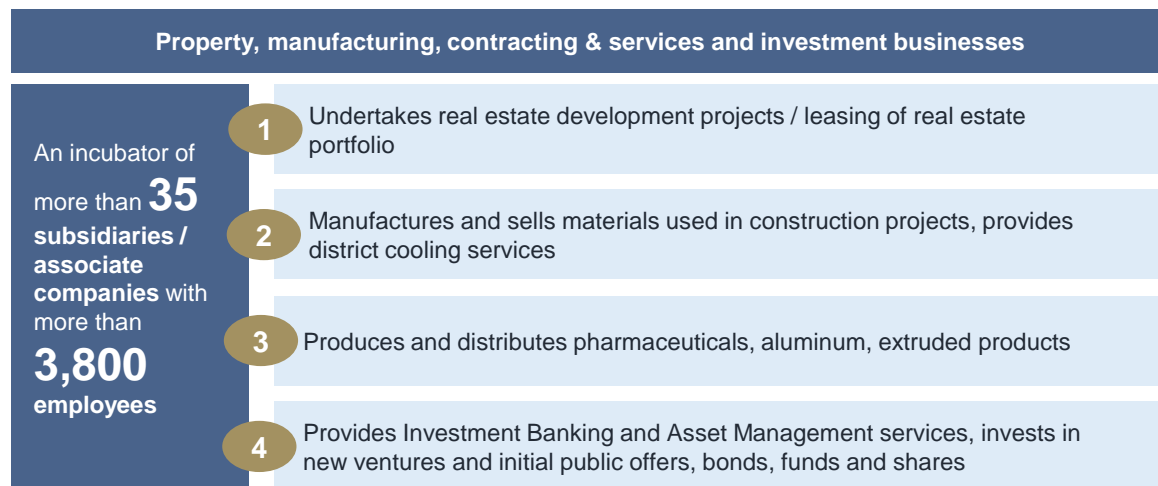 Property, manufacturing, contracting & services and investment businesses
An incubator of
more than 35
subsidiaries /
associate
companies with
more than
3,800
employees
1
Undertakes real estate development projects / leasing of real estate
portfolio
2
Manufactures and sells materials used in construction projects, provides
district cooling services
3
Produces and distributes pharmaceuticals, aluminum, extruded products
4
Provides Investment Banking and Asset Management services, invests in
new ventures and initial public offers, bonds, funds and shares